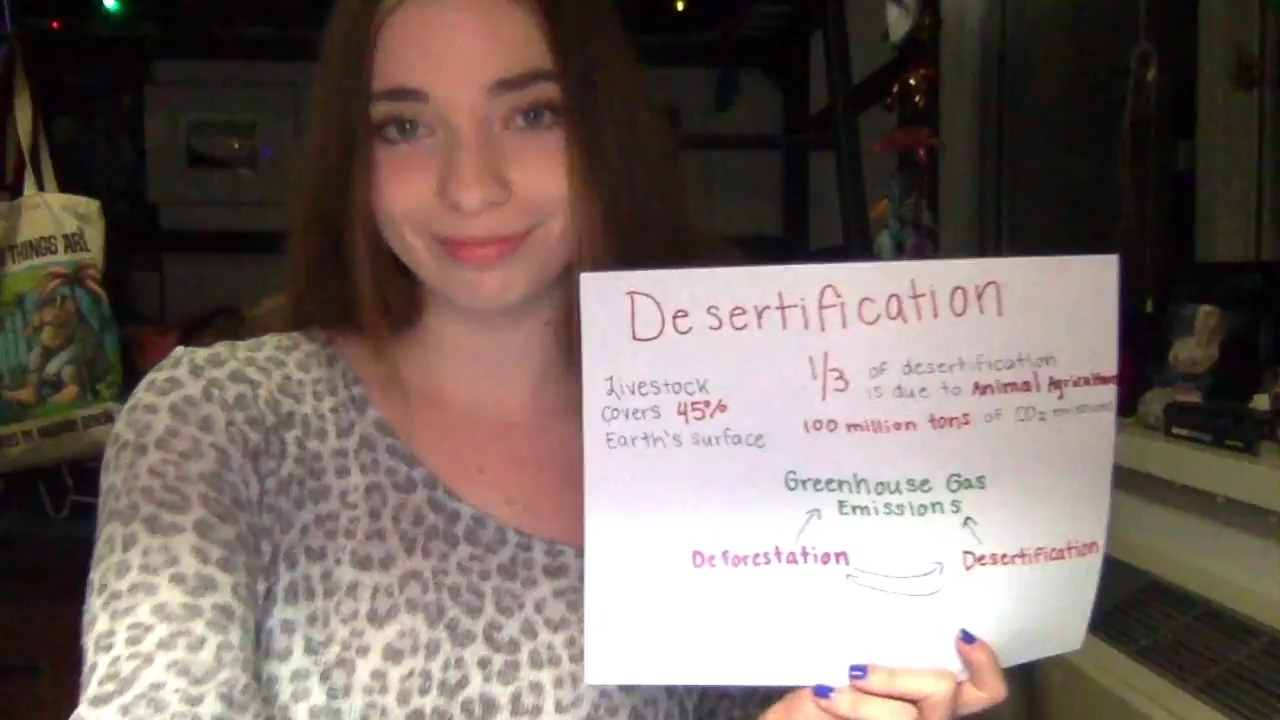 THINGS ARE
Desertification
Livestock
covers 45%
Earth's surface
1/3 of desertification
is due to Animal Agriculture
100 million tons of CO2 emissions
Greenhouse Gas
Emissions
Deforestation
Desertification